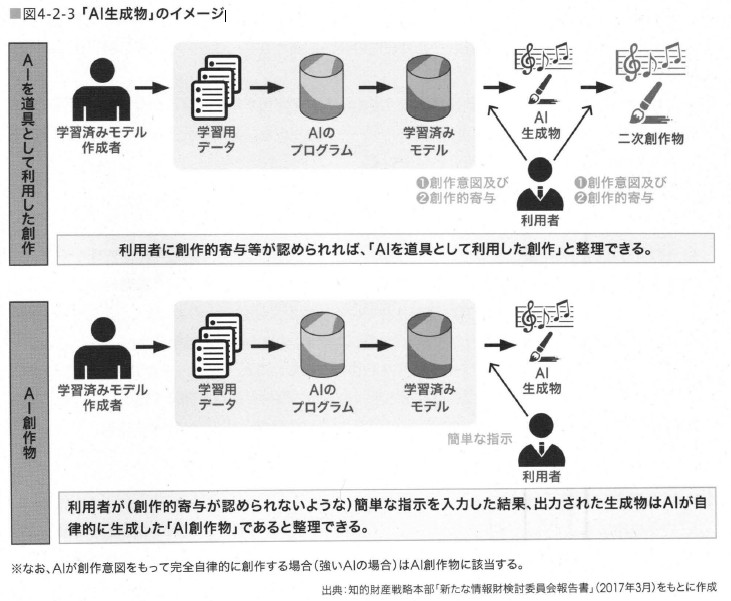 ■図4-2-3「AI生成物」のイメージ
AIを道具として利用した創作
学習済みモデル
作成者
学習用
データ
AIの
プログラム
学習済み
モデル
AI
生成物
二次創作物
❶創作意図及び
❷創作的寄与
❶創作意図及び
❷創作的寄与
利用者
利用者に創作的寄与等が認められれば、「AIを道具として利用した創作」と整理できる。
AI創作物
学習済みモデル
作成者
学習用
データ
AIの
プログラム
学習済み
モデル
AI
生成物
簡単な指示
利用者
利用者が(創作的寄与が認められないような)簡単な指示を入力した結果、出力された生成物はAIが自
律的に生成した「AI創作物」であると整理できる。
※なお、AIが創作意図をもって完全自律的に創作する場合(強いAIの場合)はAI創作物に該当する。
出典:知的財産戦略本部「新たな情報財検討委員会報告書」(2017年3月)をもとに作成